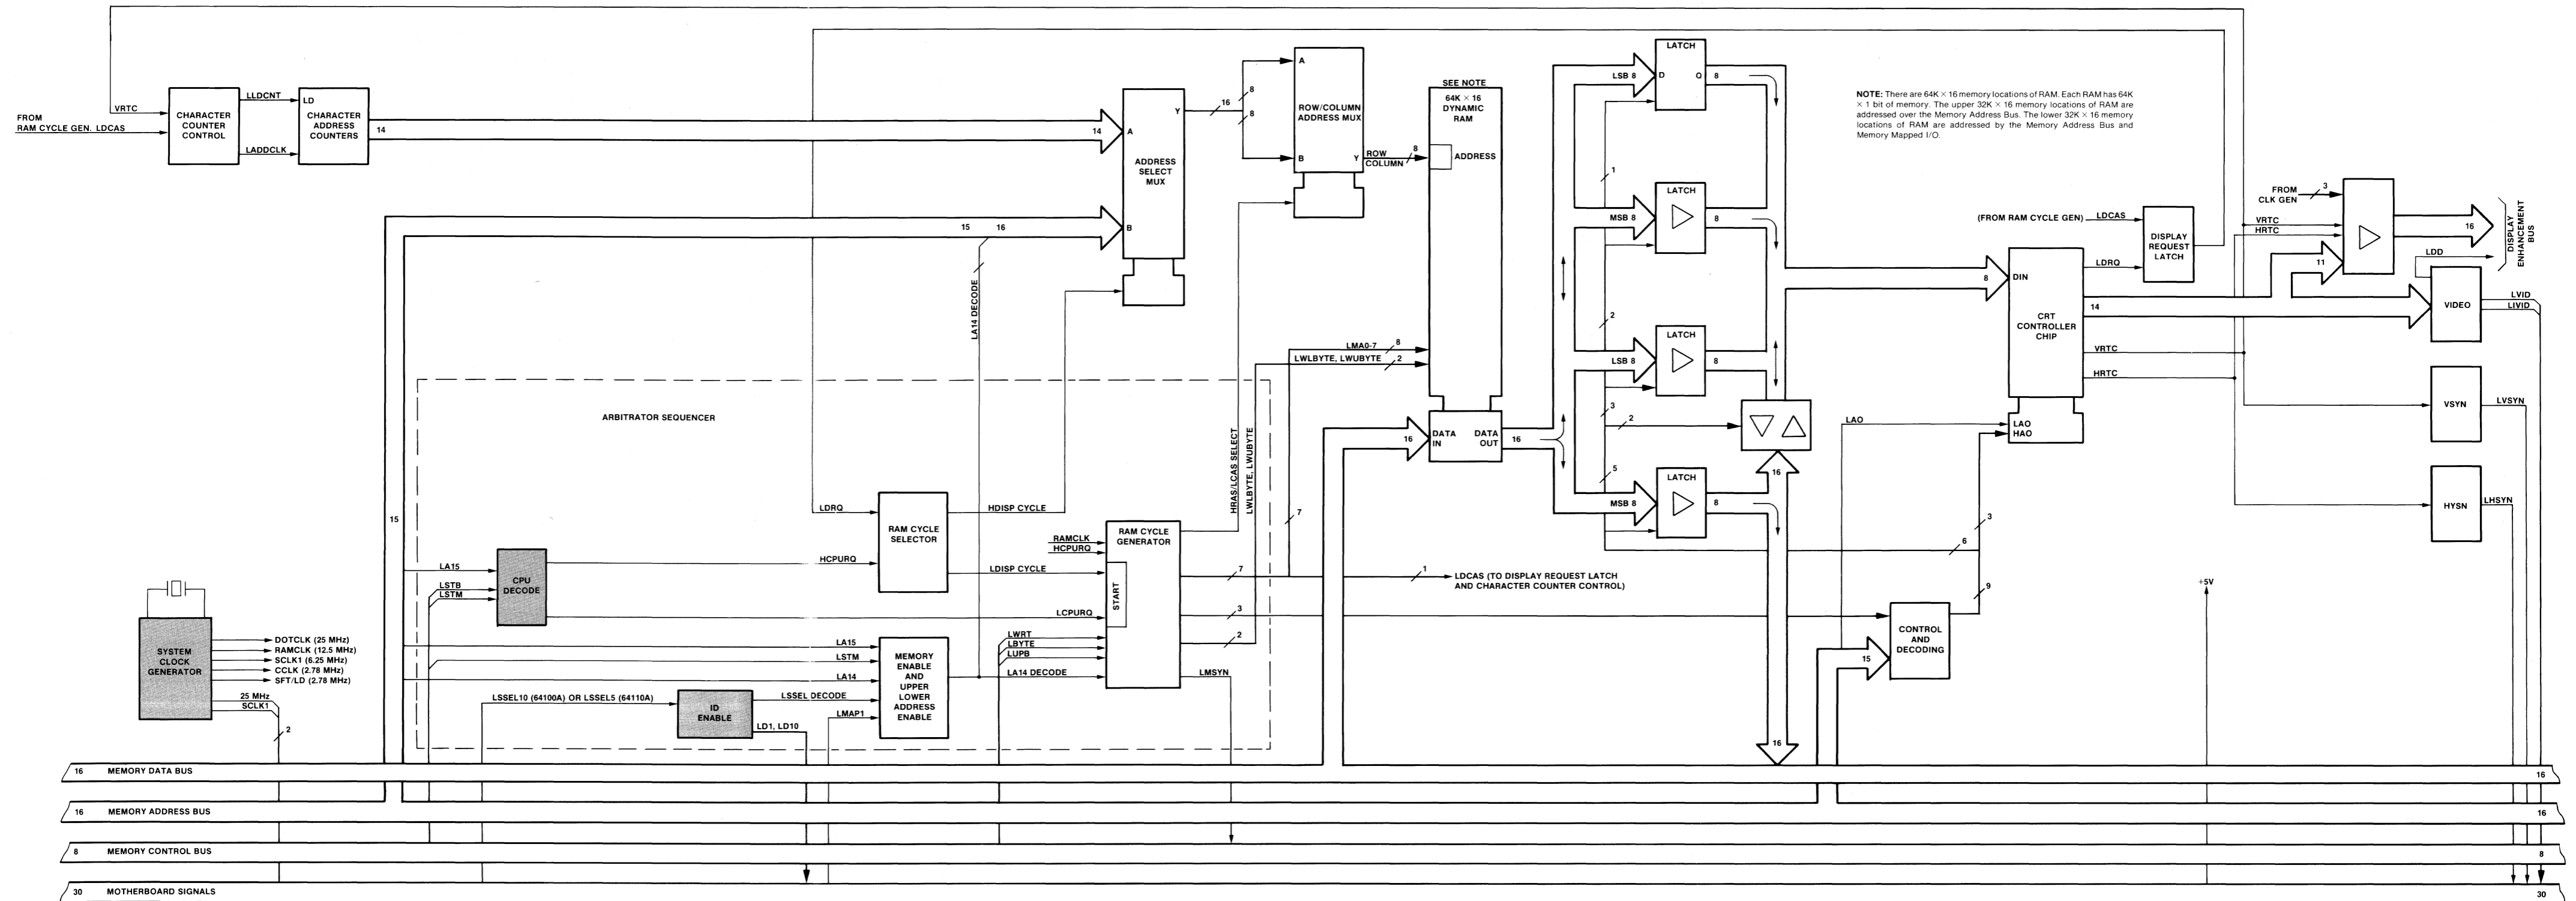 VRTC
FROM
RAM CYCLE GEN. LDCAS
CHARACTER
COUNTER
CONTROL
LLDCNT
LADDCLK
LD
CHARACTER
ADDRESS
COUNTERS
14
14
A
Y
ADDRESS
SELECT
MUX
B
15
16
LA14 DECODE
16
8
8
A
ROW/COLUMN
ADDRESS MUX
B
Y
ROW
COLUMN
8
SEE NOTE
64K × 16
DYNAMIC
RAM
ADDRESS
LMA0-7
8
LWLBYTE, LWUBYTE
2
DATA
IN
DATA
OUT
16
16
LATCH
LSB 8
D
Q
8
1
LATCH
MSB 8
8
2
LATCH
LSB 8
8
3
2
5
LATCH
MSB 8
8
16
16
6
3
9
NOTE: There are 64K × 16 memory locations of RAM. Each RAM has 64K
× 1 bit of memory. The upper 32K × 16 memory locations of RAM are
addressed over the Memory Address Bus. The lower 32K × 16 memory
locations of RAM are addressed by the Memory Address Bus and
Memory Mapped I/O.
8
DIN
CRT
CONTROLLER
CHIP
LAO
LAO
HAO
(FROM RAM CYCLE GEN)
LDCAS
LDRQ
DISPLAY
REQUEST
LATCH
14
VRTC
HRTC
FROM
CLK GEN
3
VRTC
HRTC
11
16
DISPLAY
ENHANCEMENT
BUS
LDD
VIDEO
LVID
LIVID
VSYN
LVSYN
HYSN
LHSYN
+5V
ARBITRATOR SEQUENCER
15
LDRQ
RAM CYCLE
SELECTOR
HDISP CYCLE
LDISP CYCLE
HCPURQ
LA15
LSTB
LSTM
CPU
DECODE
LCPURQ
RAMCLK
HCPURQ
RAM CYCLE
GENERATOR
START
LWRT
LBYTE
LUPB
LA14 DECODE
HRAS/LCAS SELECT
LWLBYTE, LWUBYTE
7
7
1
LDCAS (TO DISPLAY REQUEST LATCH
AND CHARACTER COUNTER CONTROL)
3
2
LMSYN
LA15
LSTM
LA14
LSSEL DECODE
LMAP1
MEMORY
ENABLE
AND
UPPER
LOWER
ADDRESS
ENABLE
LSSEL10 (64100A) OR LSSEL5 (64110A)
ID
ENABLE
LD1, LD10
CONTROL
AND
DECODING
15
SYSTEM
CLOCK
GENERATOR
DOTCLK (25 MHz)
RAMCLK (12.5 MHz)
SCLK1 (6.25 MHz)
CCLK (2.78 MHz)
SFT/LD (2.78 MHz)
25 MHz
SCLK1
2
16 MEMORY DATA BUS 16
16 MEMORY ADDRESS BUS 16
8 MEMORY CONTROL BUS 8
30 MOTHERBOARD SIGNALS 30